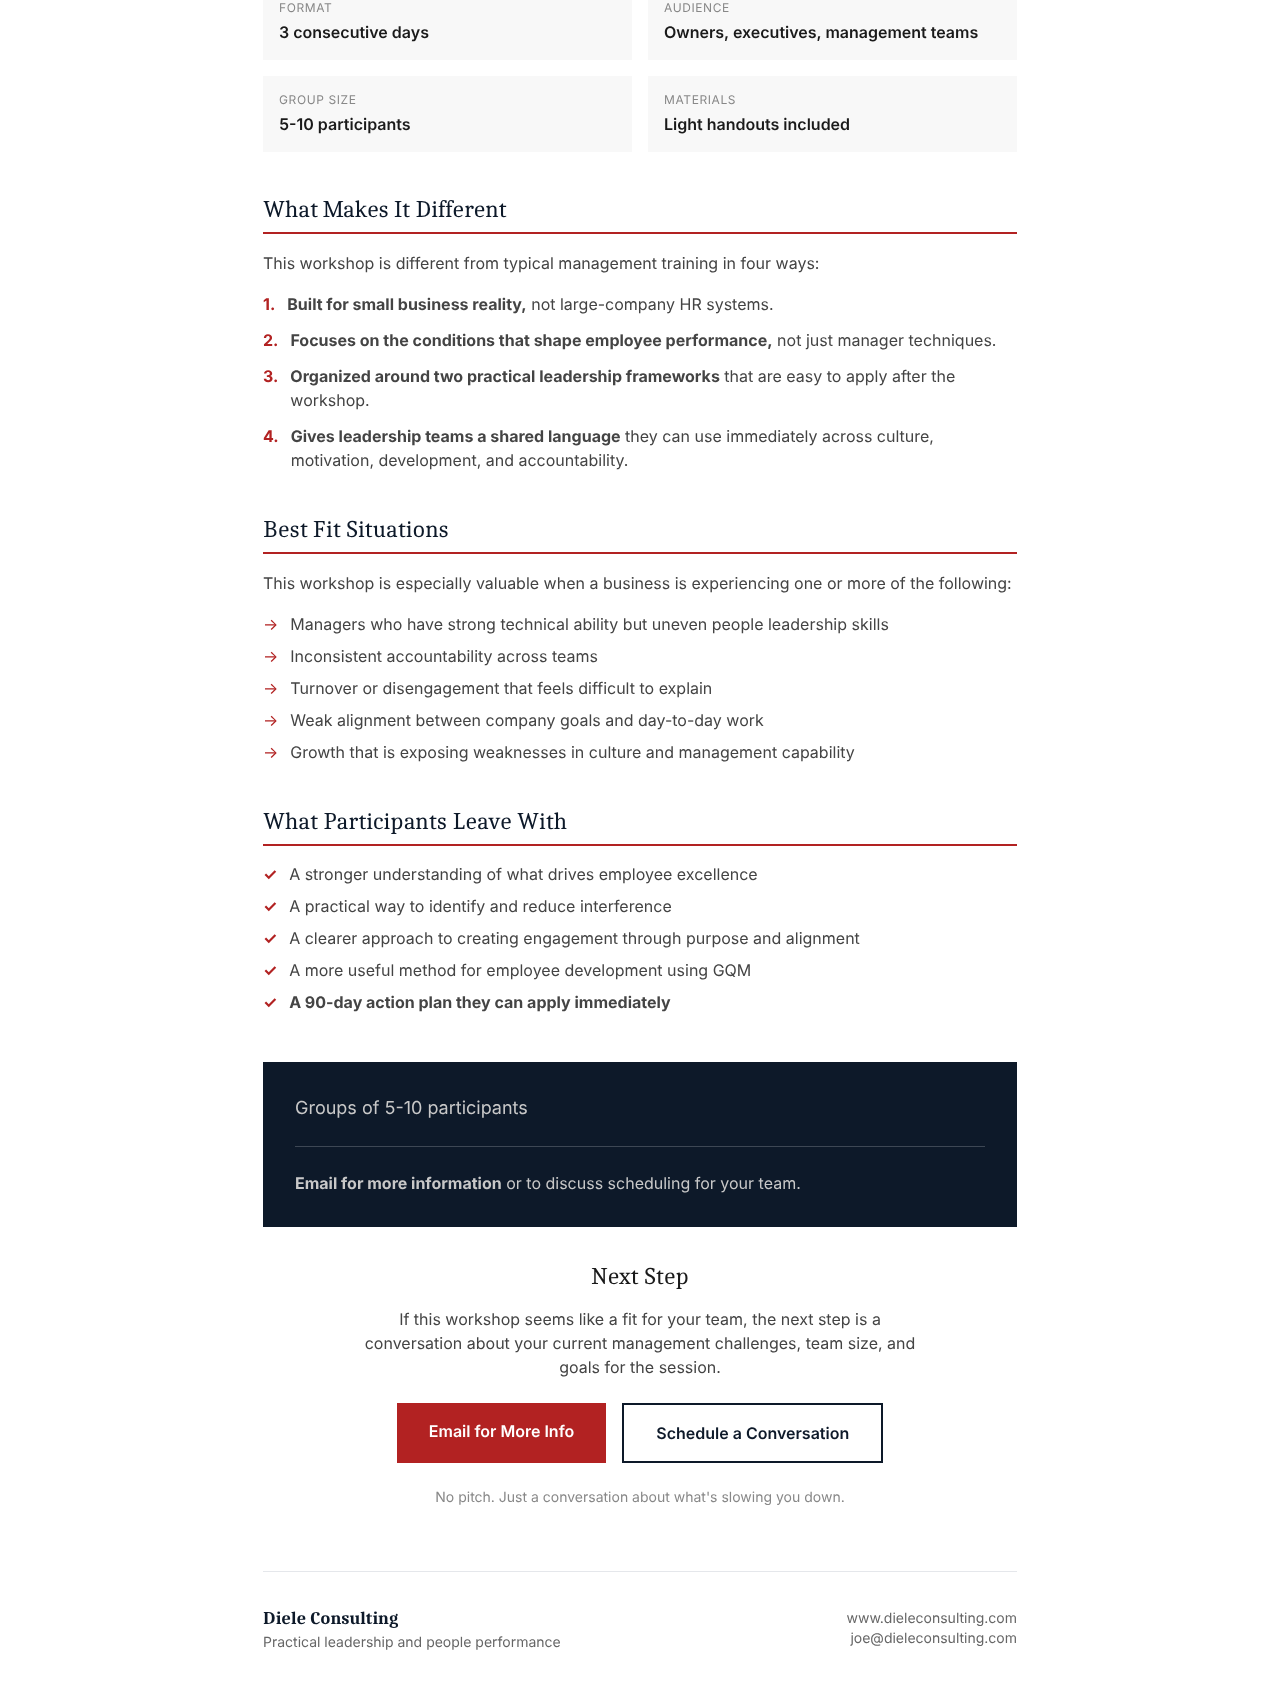 FORMAT
3 consecutive days
AUDIENCE
Owners, executives, management teams
GROUP SIZE
5-10 participants
MATERIALS
Light handouts included
What Makes It Different
This workshop is different from typical management training in four ways:
1. Built for small business reality, not large-company HR systems.
2. Focuses on the conditions that shape employee performance, not just manager techniques.
3. Organized around two practical leadership frameworks that are easy to apply after the
workshop.
4. Gives leadership teams a shared language they can use immediately across culture,
motivation, development, and accountability.
Best Fit Situations
This workshop is especially valuable when a business is experiencing one or more of the following:
→ Managers who have strong technical ability but uneven people leadership skills
→ Inconsistent accountability across teams
→ Turnover or disengagement that feels difficult to explain
→ Weak alignment between company goals and day-to-day work
→ Growth that is exposing weaknesses in culture and management capability
What Participants Leave With
✓ A stronger understanding of what drives employee excellence
✓ A practical way to identify and reduce interference
✓ A clearer approach to creating engagement through purpose and alignment
✓ A more useful method for employee development using GQM
✓ A 90-day action plan they can apply immediately
Groups of 5-10 participants
Email for more information or to discuss scheduling for your team.
Next Step
If this workshop seems like a fit for your team, the next step is a
conversation about your current management challenges, team size, and
goals for the session.
Email for More Info
Schedule a Conversation
No pitch. Just a conversation about what's slowing you down.
Diele Consulting
Practical leadership and people performance
www.dieleconsulting.com
joe@dieleconsulting.com